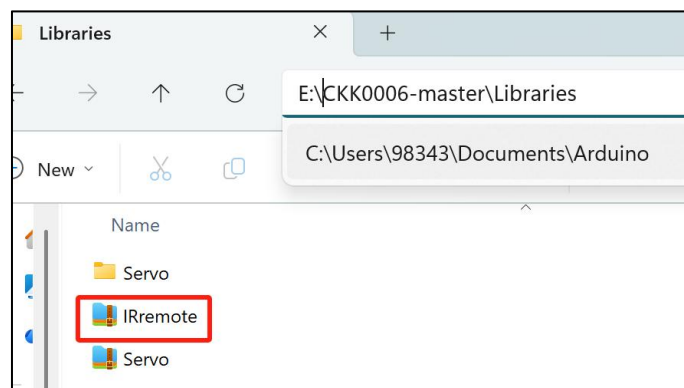 Libraries
E:\CKK0006-master\Libraries
C:\Users\98343\Documents\Arduino
New
Name
Servo
IRremote
Servo